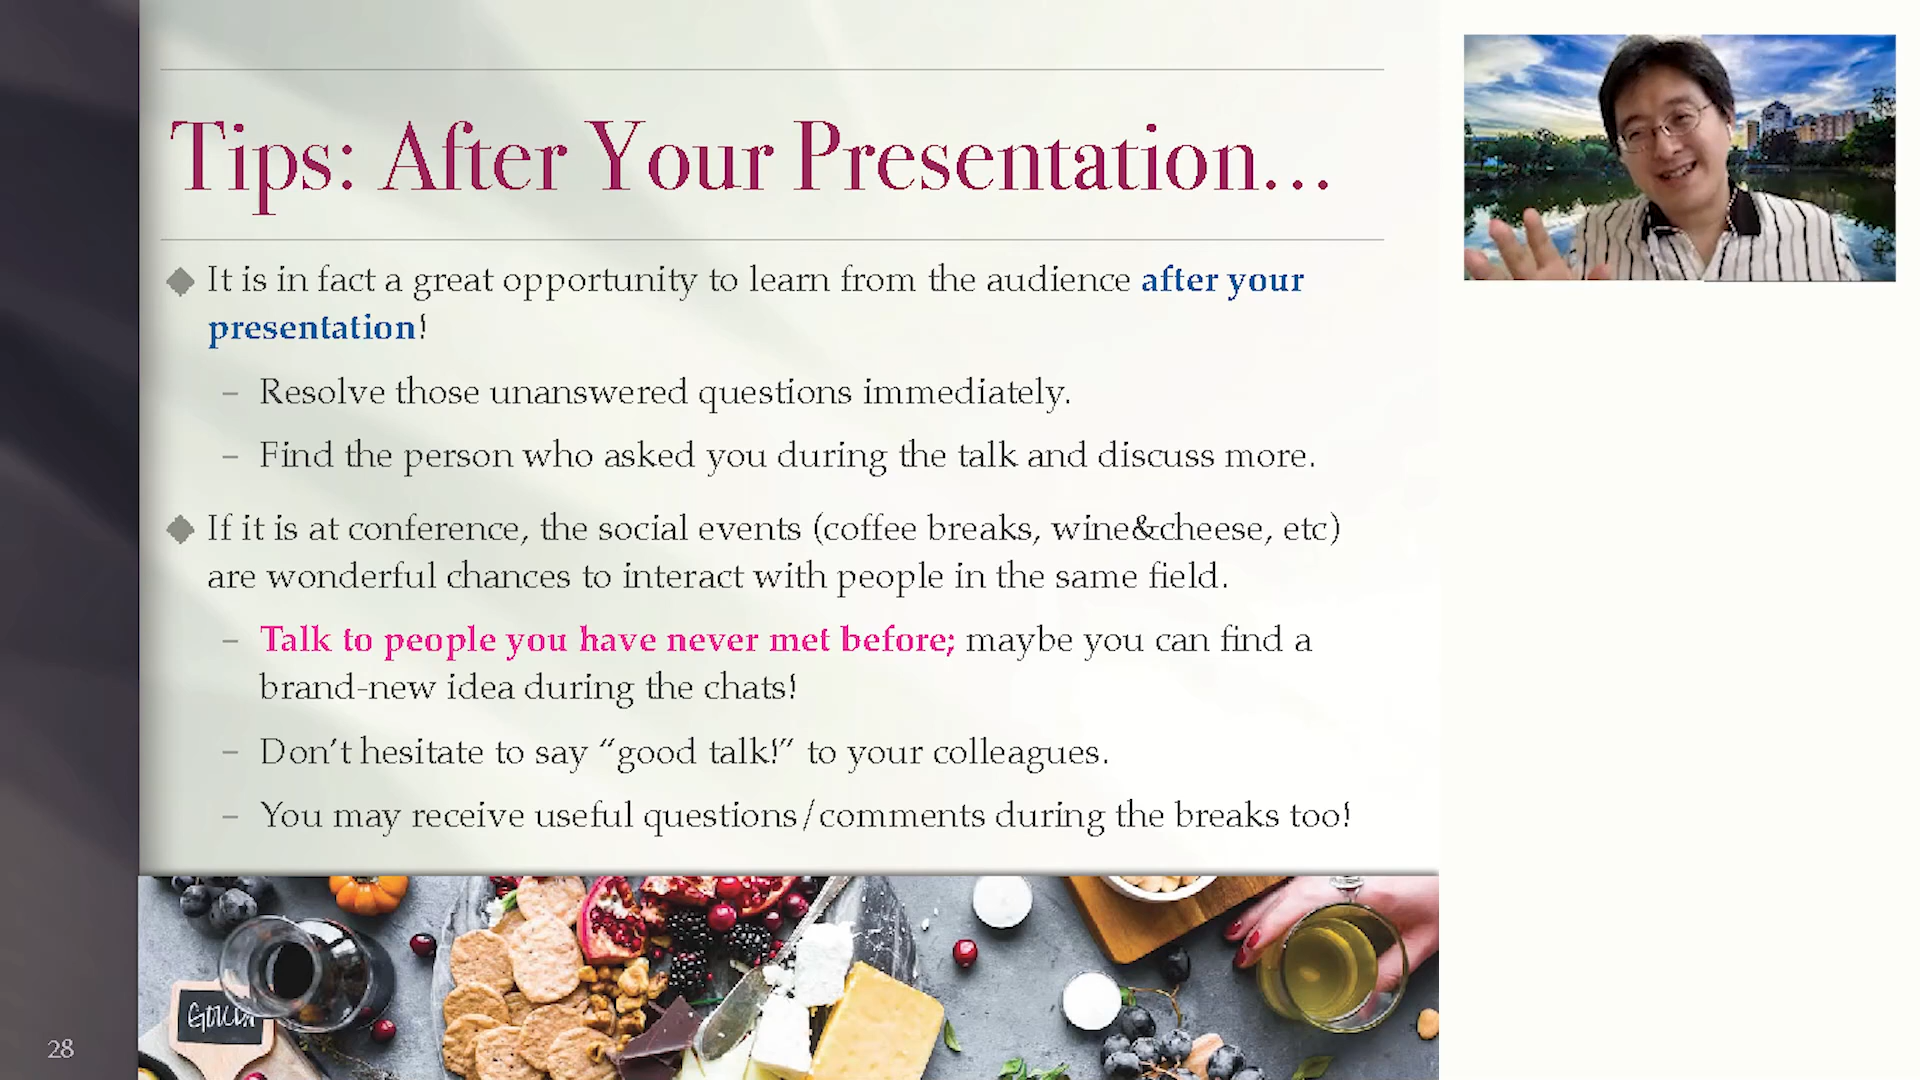 Tips: After Your Presentation...
It is in fact a great opportunity to learn from the audience after your
presentation!
– Resolve those unanswered questions immediately.
– Find the person who asked you during the talk and discuss more.
If it is at conference, the social events (coffee breaks, wine&cheese, etc)
are wonderful chances to interact with people in the same field.
– Talk to people you have never met before; maybe you can find a
brand-new idea during the chats!
– Don't hesitate to say “good talk!” to your colleagues.
– You may receive useful questions/comments during the breaks too!
Gouda
28